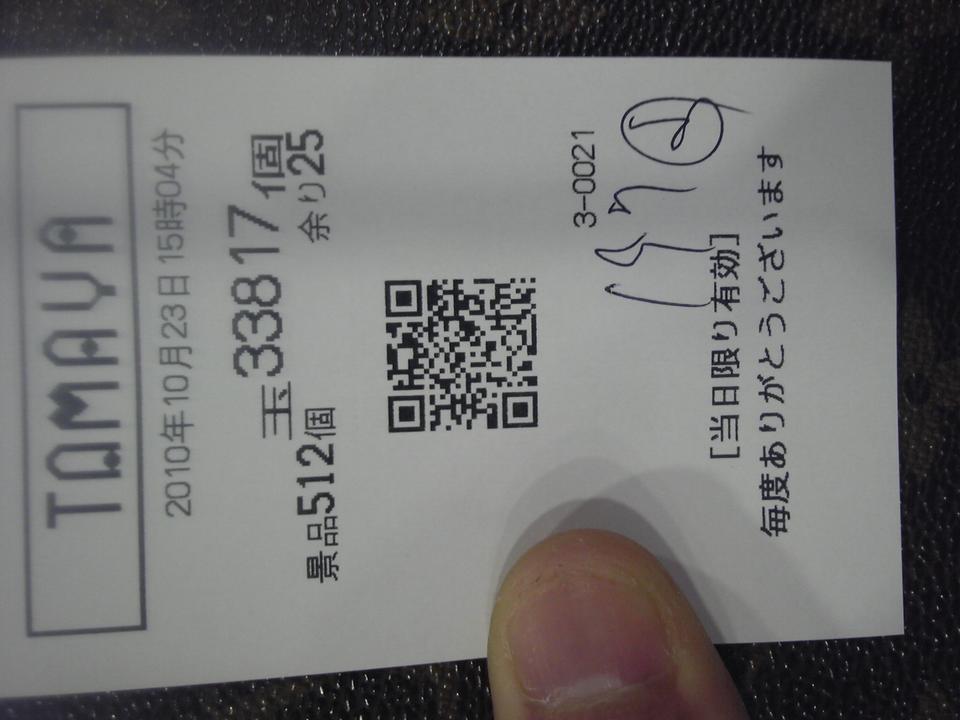 TAMAYA
2010年10月23日 15時04分
玉33817個
景品512個 余り25
3-0021
[当日限り有効]
毎度ありがとうございます